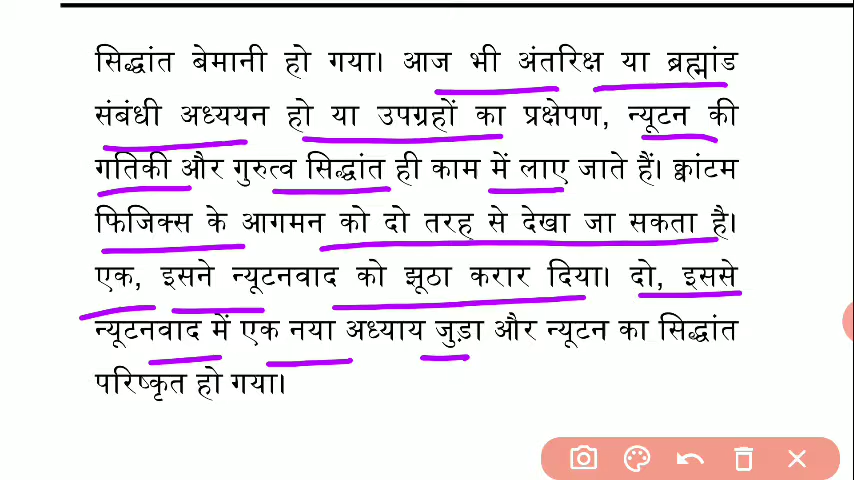 सिद्धांत बेमानी हो गया। आज भी अंतरिक्ष या ब्रह्मांड
संबंधी अध्ययन हो या उपग्रहों का प्रक्षेपण, न्यूटन की
गतिकी और गुरुत्व सिद्धांत ही काम में लाए जाते हैं। क्वांटम
फिजिक्स के आगमन को दो तरह से देखा जा सकता है।
एक, इसने न्यूटनवाद को झूठा करार दिया। दो, इससे
न्यूटनवाद में एक नया अध्याय जुड़ा और न्यूटन का सिद्धांत
परिष्कृत हो गया।